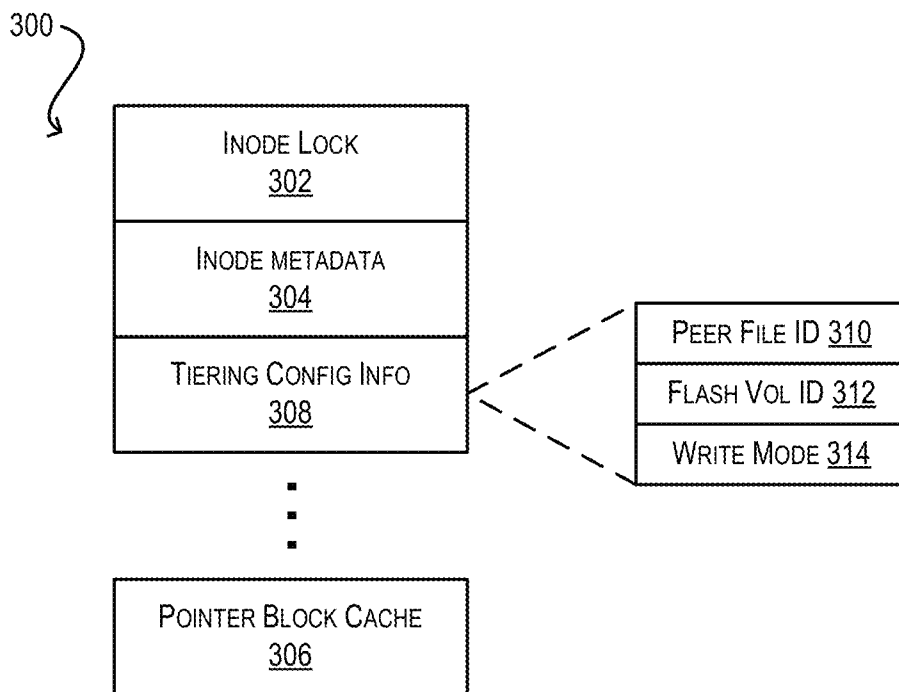 300
INODE LOCK
302
INODE METADATA
304
TIERING CONFIG INFO
308
PEER FILE ID 310
FLASH VOL ID 312
WRITE MODE 314
POINTER BLOCK CACHE
306